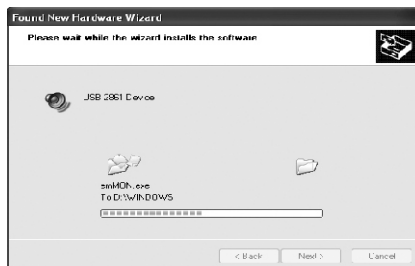 Found New Hardware Wizard
Please wait while the wizard installs the software
USB 2861 Device
emMON.exe
To D:\WINDOWS
< Back
Next >
Cancel